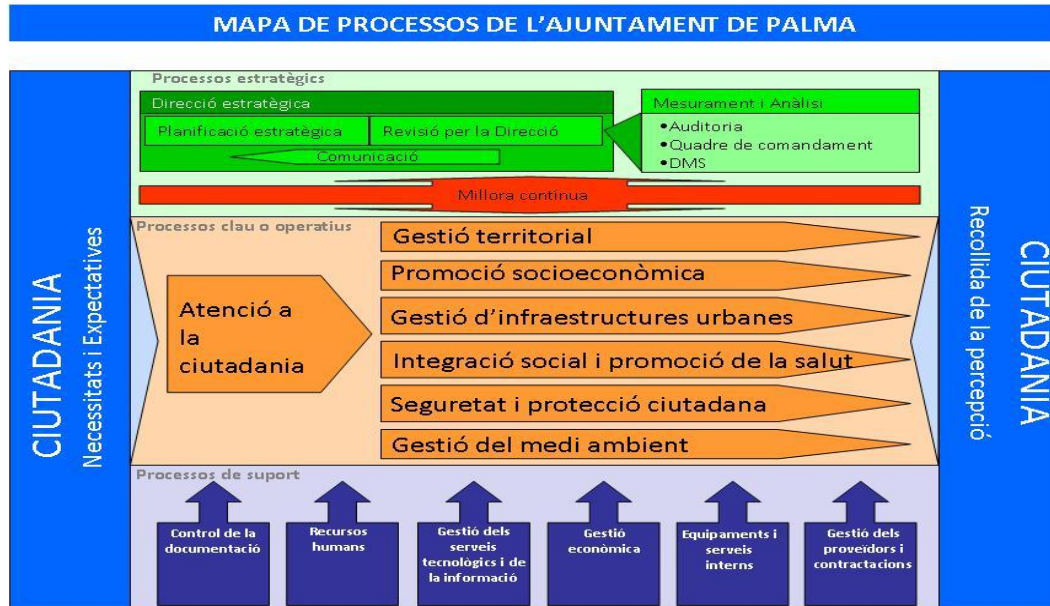 MAPA DE PROCESSOS DE L'AJUNTAMENT DE PALMA
CIUTADANIA
Necessitats i Expectatives
Processos estratègics
Direcció estratègica
Planificació estratègica
Revisió per la Direcció
Comunicació
Mesurament i Anàlisi
•Auditoria
•Quadre de comandament
•DMS
Millora contínua
Processos clau o operatius
Atenció a
la
ciutadania
Gestió territorial
Promoció socioeconòmica
Gestió d'infraestructures urbanes
Integració social i promoció de la salut
Seguretat i protecció ciutadana
Gestió del medi ambient
Processos de suport
Control de la
documentació
Recursos
humans
Gestió dels
serveis
tecnològics i de
la informació
Gestió
econòmica
Equipaments i
serveis
interns
Gestió dels
proveïdors i
contractacions
Recollida de la percepció
CIUTADANIA